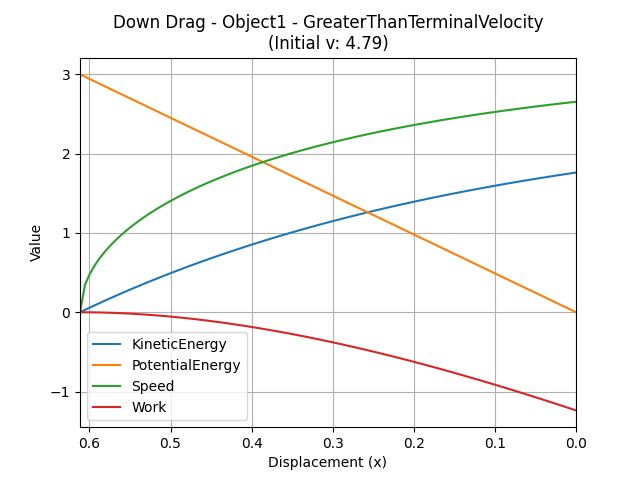 Down Drag - Object1 - GreaterThanTerminalVelocity
(Initial v: 4.79)
3
2
1
0
−1
Value
KineticEnergy
PotentialEnergy
Speed
Work
0.6 0.5 0.4 0.3 0.2 0.1 0.0
Displacement (x)